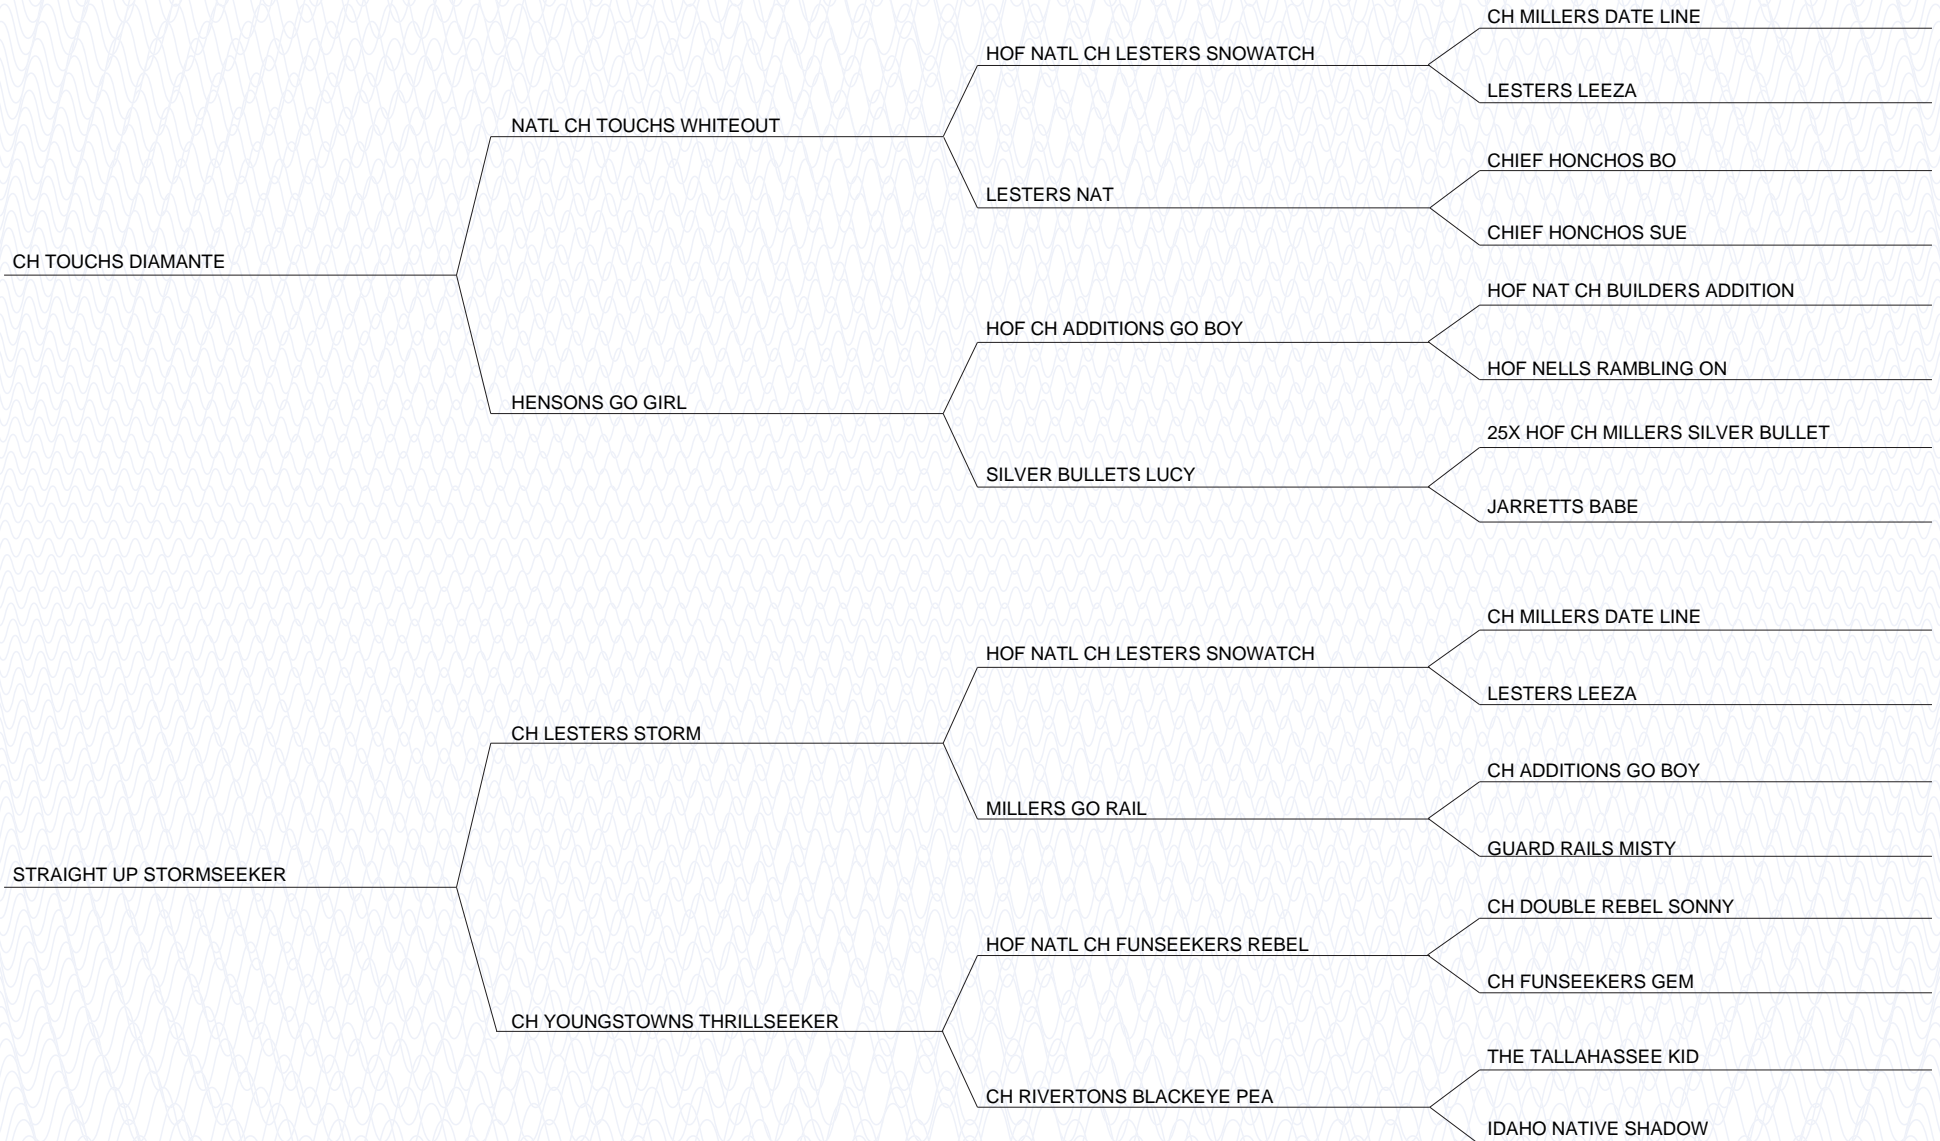 CH MILLERS DATE LINE
HOF NATL CH LESTERS SNOWATCH
LESTERS LEEZA
NATL CH TOUCHS WHITEOUT
CHIEF HONCHOS BO
LESTERS NAT
CHIEF HONCHOS SUE
CH TOUCHS DIAMANTE
HOF NAT CH BUILDERS ADDITION
HOF CH ADDITIONS GO BOY
HOF NELLS RAMBLING ON
HENSONS GO GIRL
25X HOF CH MILLERS SILVER BULLET
SILVER BULLETS LUCY
JARRETTS BABE
CH MILLERS DATE LINE
HOF NATL CH LESTERS SNOWATCH
LESTERS LEEZA
CH LESTERS STORM
CH ADDITIONS GO BOY
MILLERS GO RAIL
GUARD RAILS MISTY
STRAIGHT UP STORMSEEKER
CH DOUBLE REBEL SONNY
HOF NATL CH FUNSEEKERS REBEL
CH FUNSEEKERS GEM
CH YOUNGSTOWNS THRILLSEEKER
THE TALLAHASSEE KID
CH RIVERTONS BLACKEYE PEA
IDAHO NATIVE SHADOW